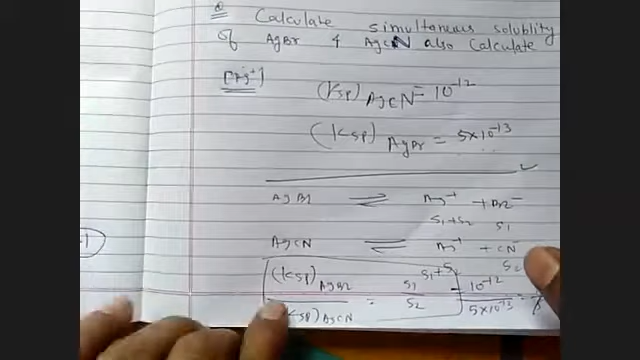 Q Calculate simultaneous solublity
of AgBr & AgCN also Calculate
[Ag+]
(Ksp) AgCN = 10^-12
(Ksp) AgBr = 5×10^-13
AgBr ⇌ Ag+ + Br-
S1+S2 S1
AgCN ⇌ Ag+ + CN-
S1+S2 S2
(Ksp)AgBr / (Ksp)AgCN = S1 / S2 = 10^-12 / 5×10^-13 =